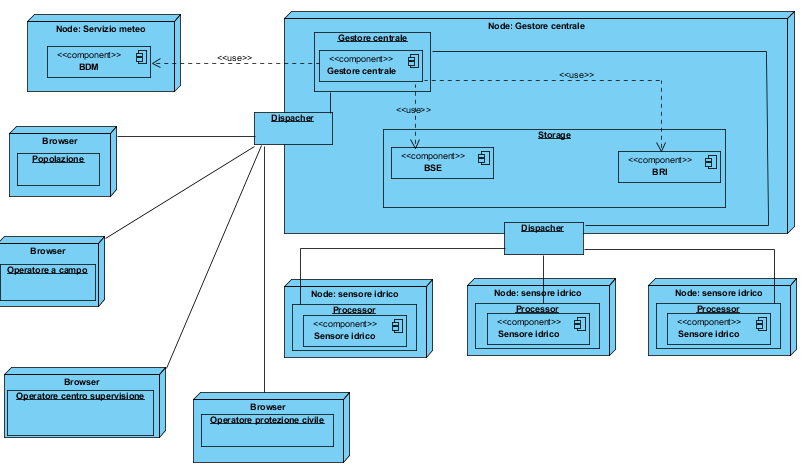 Node: Servizio meteo
<<component>>
BDM
<<use>>
Node: Gestore centrale
Gestore centrale
<<component>>
Gestore centrale
<<use>>
<<use>>
Dispacher
Storage
<<component>>
BSE
<<component>>
BRI
Browser
Popolazione
Browser
Operatore a campo
Dispacher
Node: sensore idrico
Processor
<<component>>
Sensore idrico
Node: sensore idrico
Processor
<<component>>
Sensore idrico
Node: sensore idrico
Processor
<<component>>
Sensore idrico
Browser
Operatore centro supervisione
Browser
Operatore protezione civile